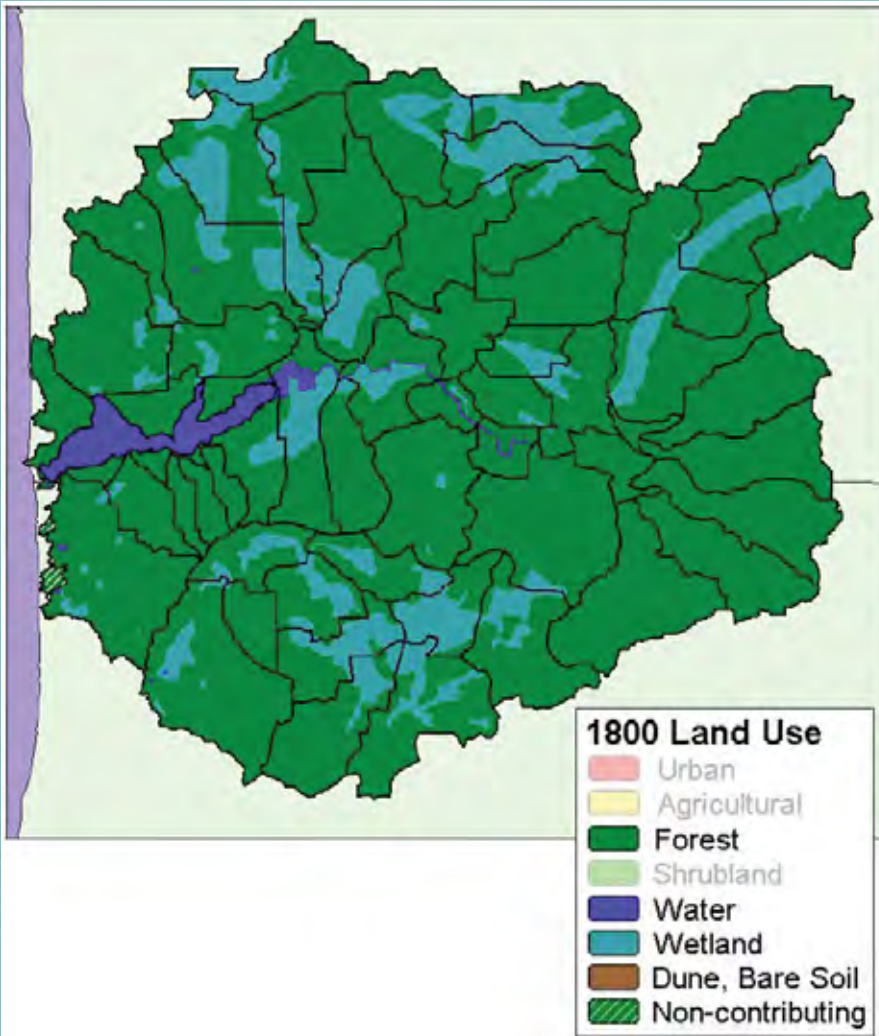 1800 Land Use
Urban
Agricultural
Forest
Shrubland
Water
Wetland
Dune, Bare Soil
Non-contributing